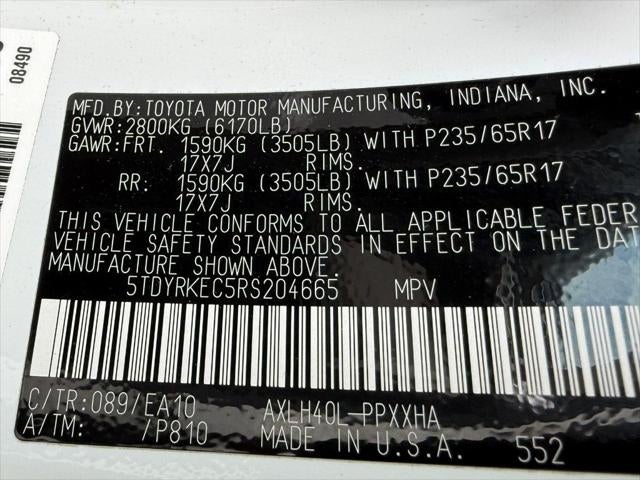 08490
MFD.BY:TOYOTA MOTOR MANUFACTURING, INDIANA, INC.
GVWR:2800KG (6170LB)
GAWR:FRT. 1590KG (3505LB) WITH P235/65R17
17X7J RIMS.
RR: 1590KG (3505LB) WITH P235/65R17
17X7J RIMS.
THIS VEHICLE CONFORMS TO ALL APPLICABLE FEDER
VEHICLE SAFETY STANDARDS IN EFFECT ON THE DAT
MANUFACTURE SHOWN ABOVE.
5TDYRKEC5RS204665 MPV
C/TR:089/EA10 AXLH40L-PPXXHA
A/TM: /P810 MADE IN U.S.A. 552